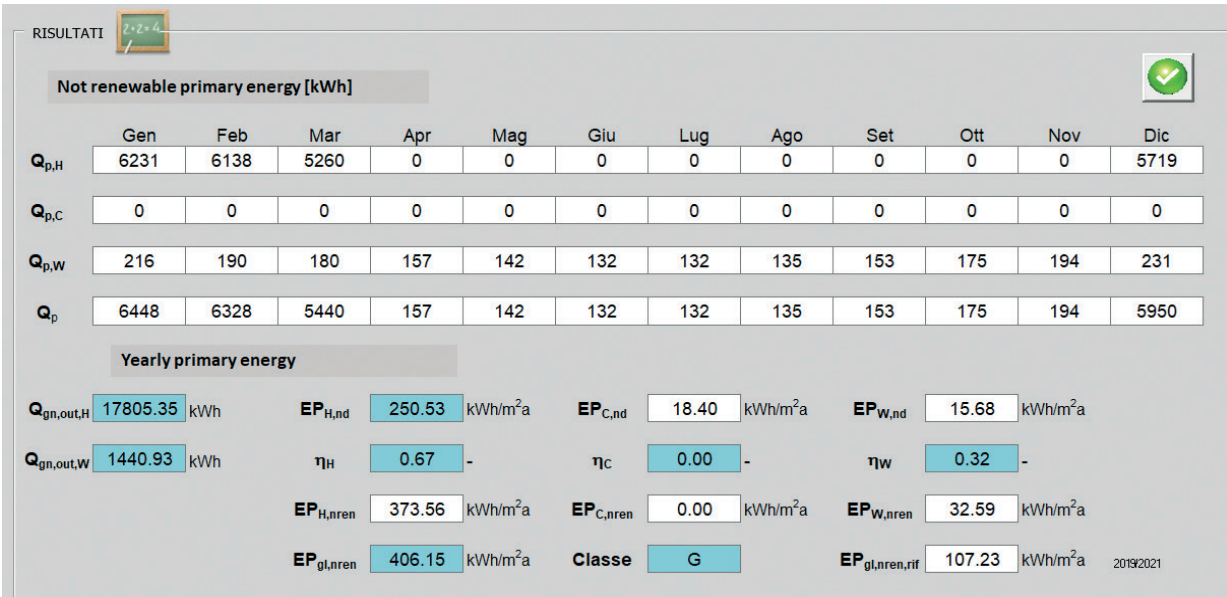 RISULTATI 2+2=4
Not renewable primary energy [kWh]
Gen Feb Mar Apr Mag Giu Lug Ago Set Ott Nov Dic
Qp,H 6231 6138 5260 0 0 0 0 0 0 0 0 5719
Qp,C 0 0 0 0 0 0 0 0 0 0 0 0
Qp,W 216 190 180 157 142 132 132 135 153 175 194 231
Qp 6448 6328 5440 157 142 132 132 135 153 175 194 5950
Yearly primary energy
Qgn,out,H 17805.35 kWh EPH,nd 250.53 kWh/m²a EPC,nd 18.40 kWh/m²a EPW,nd 15.68 kWh/m²a
Qgn,out,W 1440.93 kWh ηH 0.67 - ηC 0.00 - ηW 0.32 -
EPH,nren 373.56 kWh/m²a EPC,nren 0.00 kWh/m²a EPW,nren 32.59 kWh/m²a
EPgl,nren 406.15 kWh/m²a Classe G EPgl,nren,rif 107.23 kWh/m²a 2019/2021